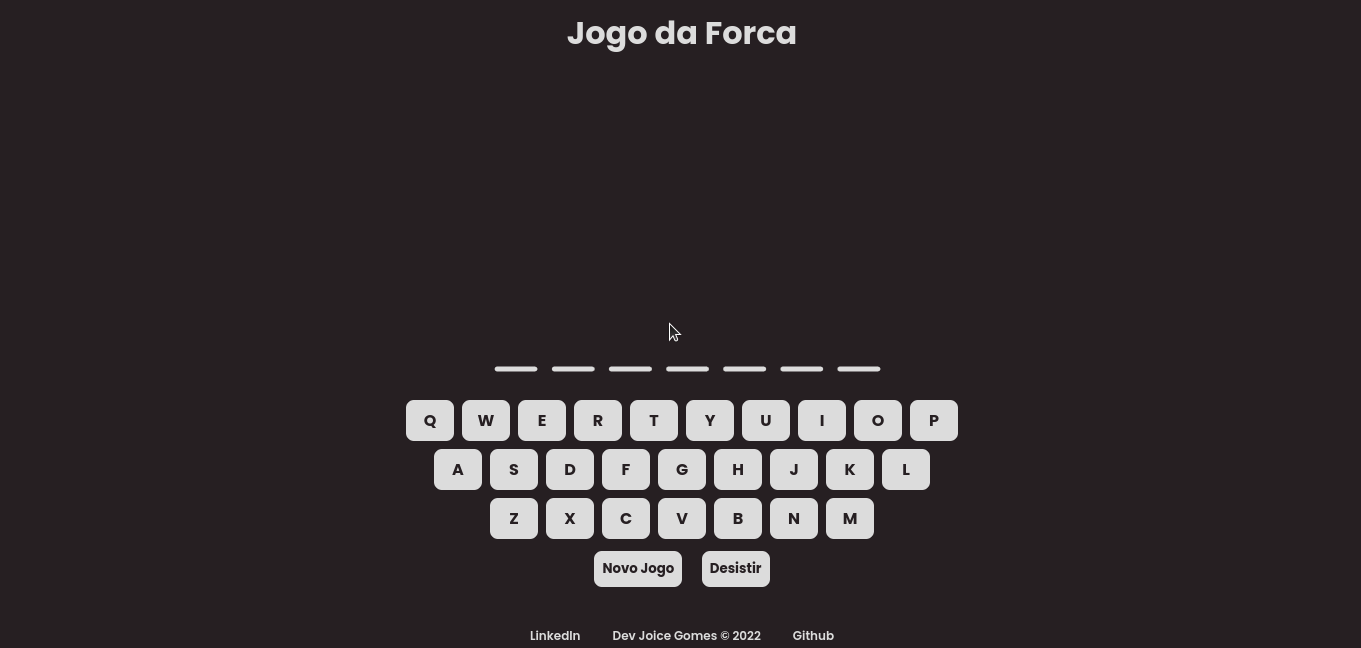 Jogo da Forca
Q W E R T Y U I O P
A S D F G H J K L
Z X C V B N M
Novo Jogo Desistir
LinkedIn Dev Joice Gomes © 2022 Github